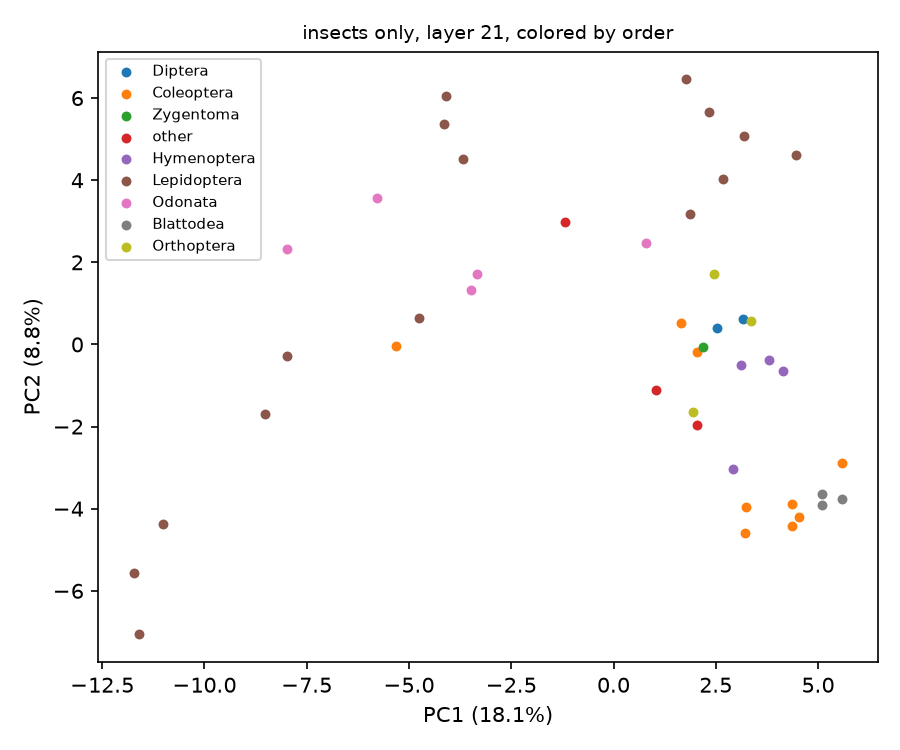 insects only, layer 21, colored by order
Diptera
Coleoptera
Zygentoma
other
Hymenoptera
Lepidoptera
Odonata
Blattodea
Orthoptera
6
4
2
0
−2
−4
−6
PC2 (8.8%)
−12.5 −10.0 −7.5 −5.0 −2.5 0.0 2.5 5.0
PC1 (18.1%)